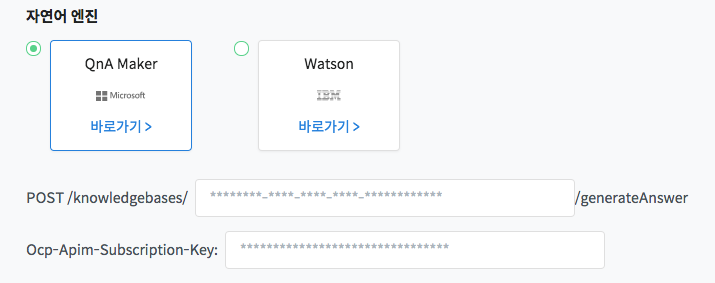 자연어 엔진
QnA Maker
Microsoft
바로가기 >
Watson
IBM
바로가기 >
POST /knowledgebases/ ********-****-****-****-************ /generateAnswer
Ocp-Apim-Subscription-Key: ********************************